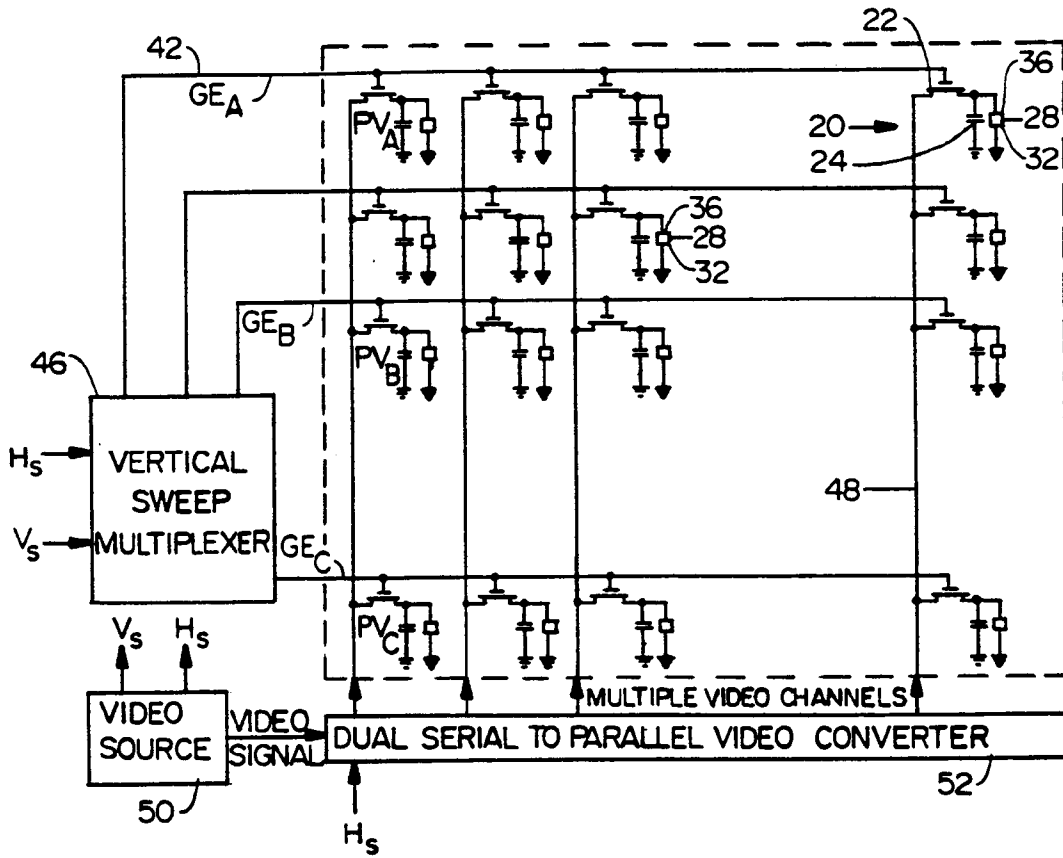 42
22
36
GE_A
PV_A
20
28
24
32
36
28
32
GE_B
PV_B
46
H_s
VERTICAL
SWEEP
MULTIPLEXER
V_s
48
GE_C
PV_C
V_s H_s
MULTIPLE VIDEO CHANNELS
VIDEO
SOURCE
VIDEO
SIGNAL
DUAL SERIAL TO PARALLEL VIDEO CONVERTER
50
52
H_s